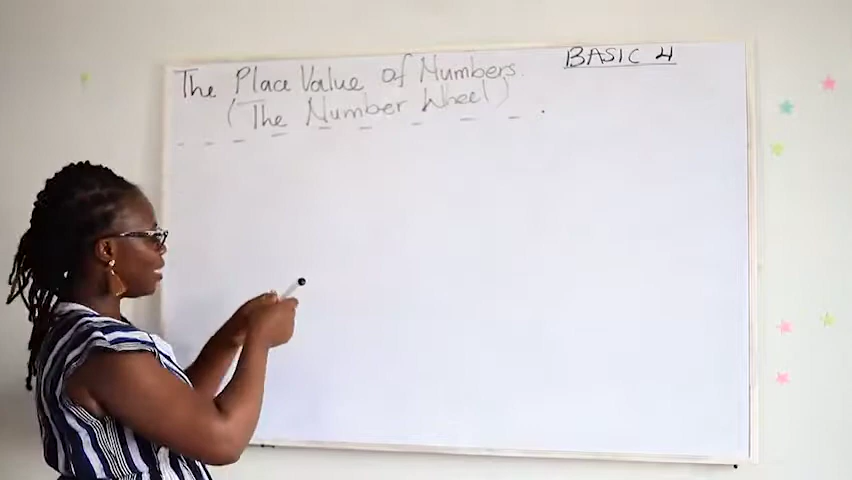 The Place Value of Numbers.
BASIC 4
(The Number Wheel)